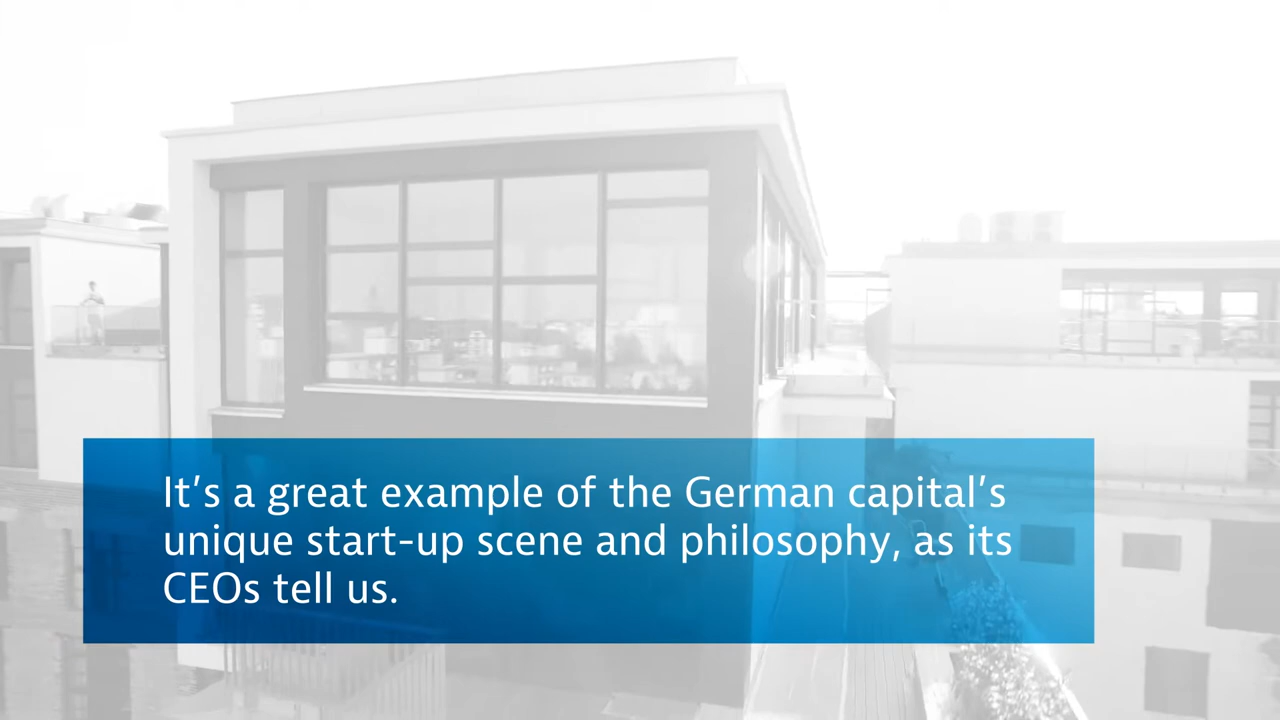 It's a great example of the German capital's
unique start-up scene and philosophy, as its
CEOs tell us.